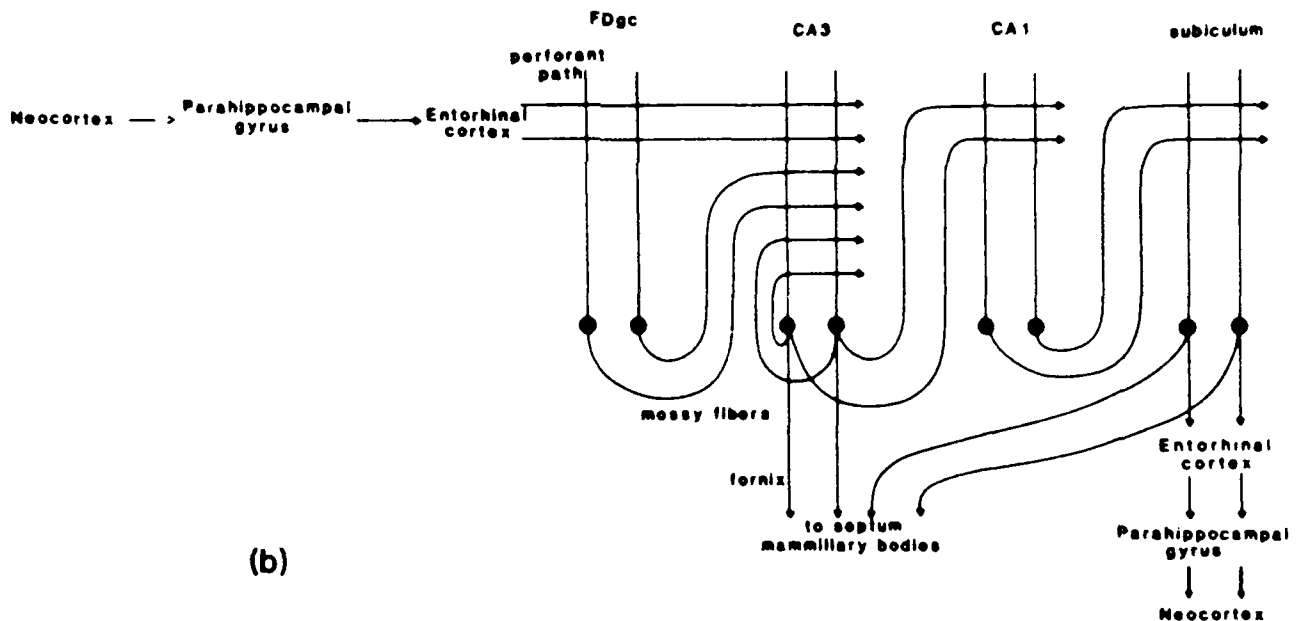 FDgc
CA3
CA1
subiculum
perforant
path
Neocortex
Parahippocampal
gyrus
Entorhinal
cortex
mossy fibers
fornix
to septum
mammillary bodies
Entorhinal
cortex
Parahippocampal
gyrus
Neocortex
(b)